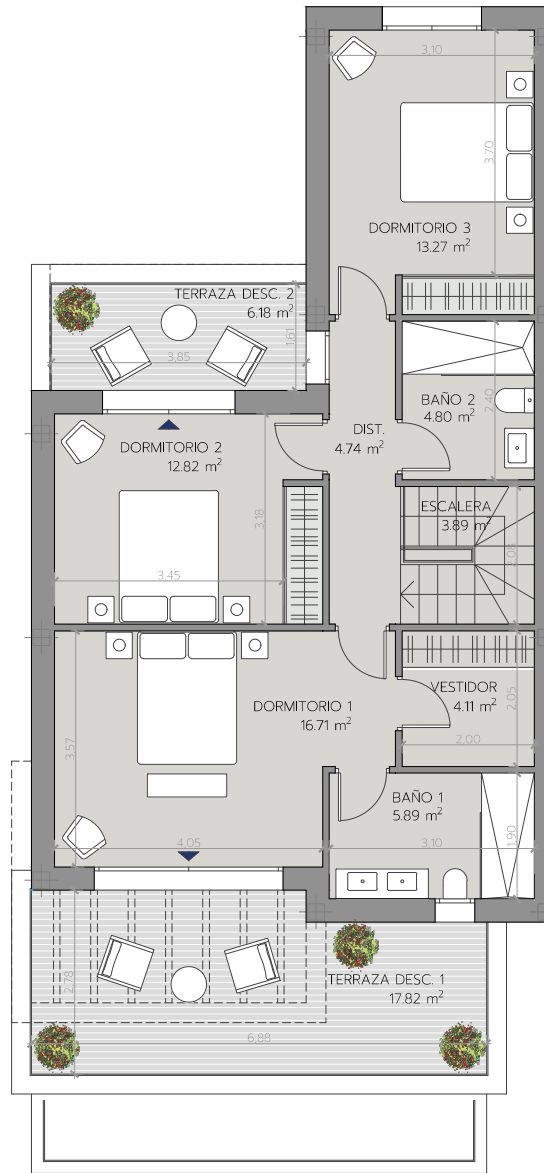 3,10
3,70
DORMITORIO 3
13.27 m²
TERRAZA DESC. 2
6.18 m²
1,61
3,85
BAÑO 2
4.80 m²
2,40
DIST.
4.74 m²
DORMITORIO 2
12.82 m²
3,18
3,45
ESCALERA
3.89 m²
2,08
DORMITORIO 1
16.71 m²
3,57
4,05
VESTIDOR
4.11 m²
2,05
2,00
BAÑO 1
5.89 m²
3,10
1,90
TERRAZA DESC. 1
17.82 m²
2,78
6,88